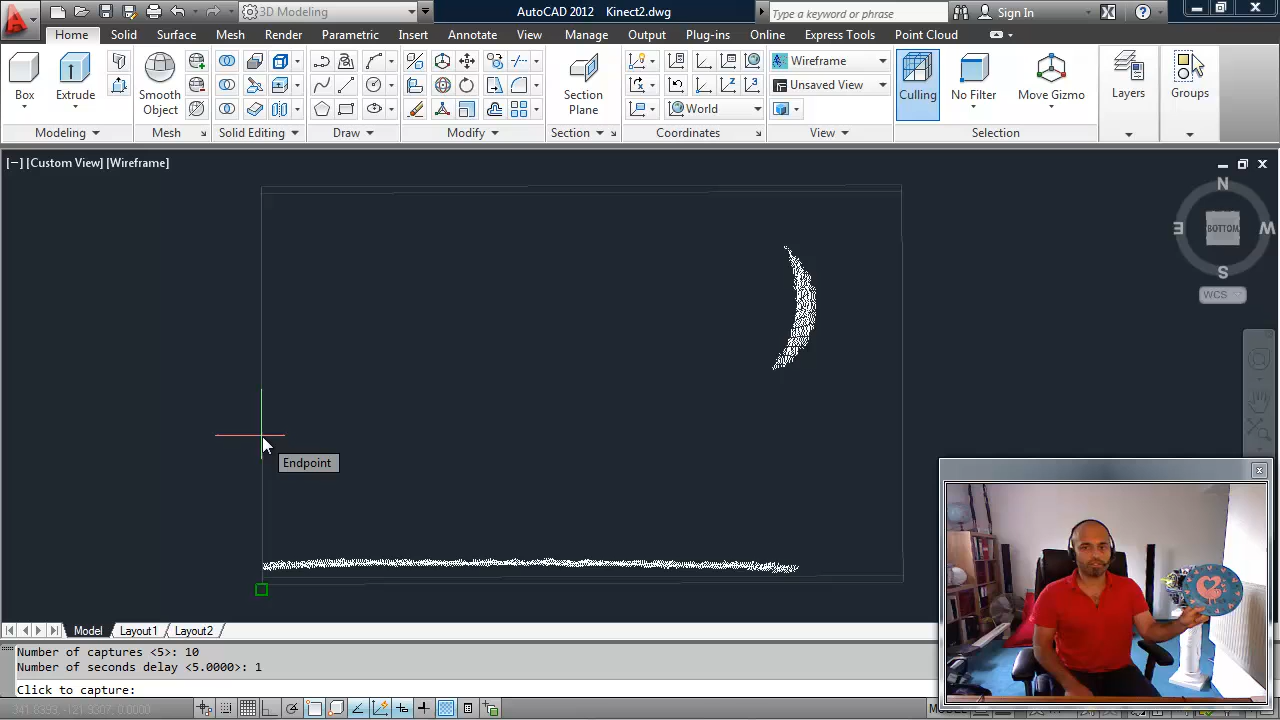 3D Modeling
AutoCAD 2012 Kinect2.dwg
Type a keyword or phrase
Sign In
Home Solid Surface Mesh Render Parametric Insert Annotate View Manage Output Plug-ins Online Express Tools Point Cloud
Box
Extrude
Smooth Object
Section Plane
World
Wireframe
Unsaved View
Culling
No Filter
Move Gizmo
Layers
Groups
Modeling
Mesh
Solid Editing
Draw
Modify
Section
Coordinates
View
Selection
[−] [Custom View] [Wireframe]
N
E
BOTTOM
W
S
WCS
Endpoint
Model Layout1 Layout2
Number of captures <5>: 10
Number of seconds delay <5.0000>: 1
Click to capture: